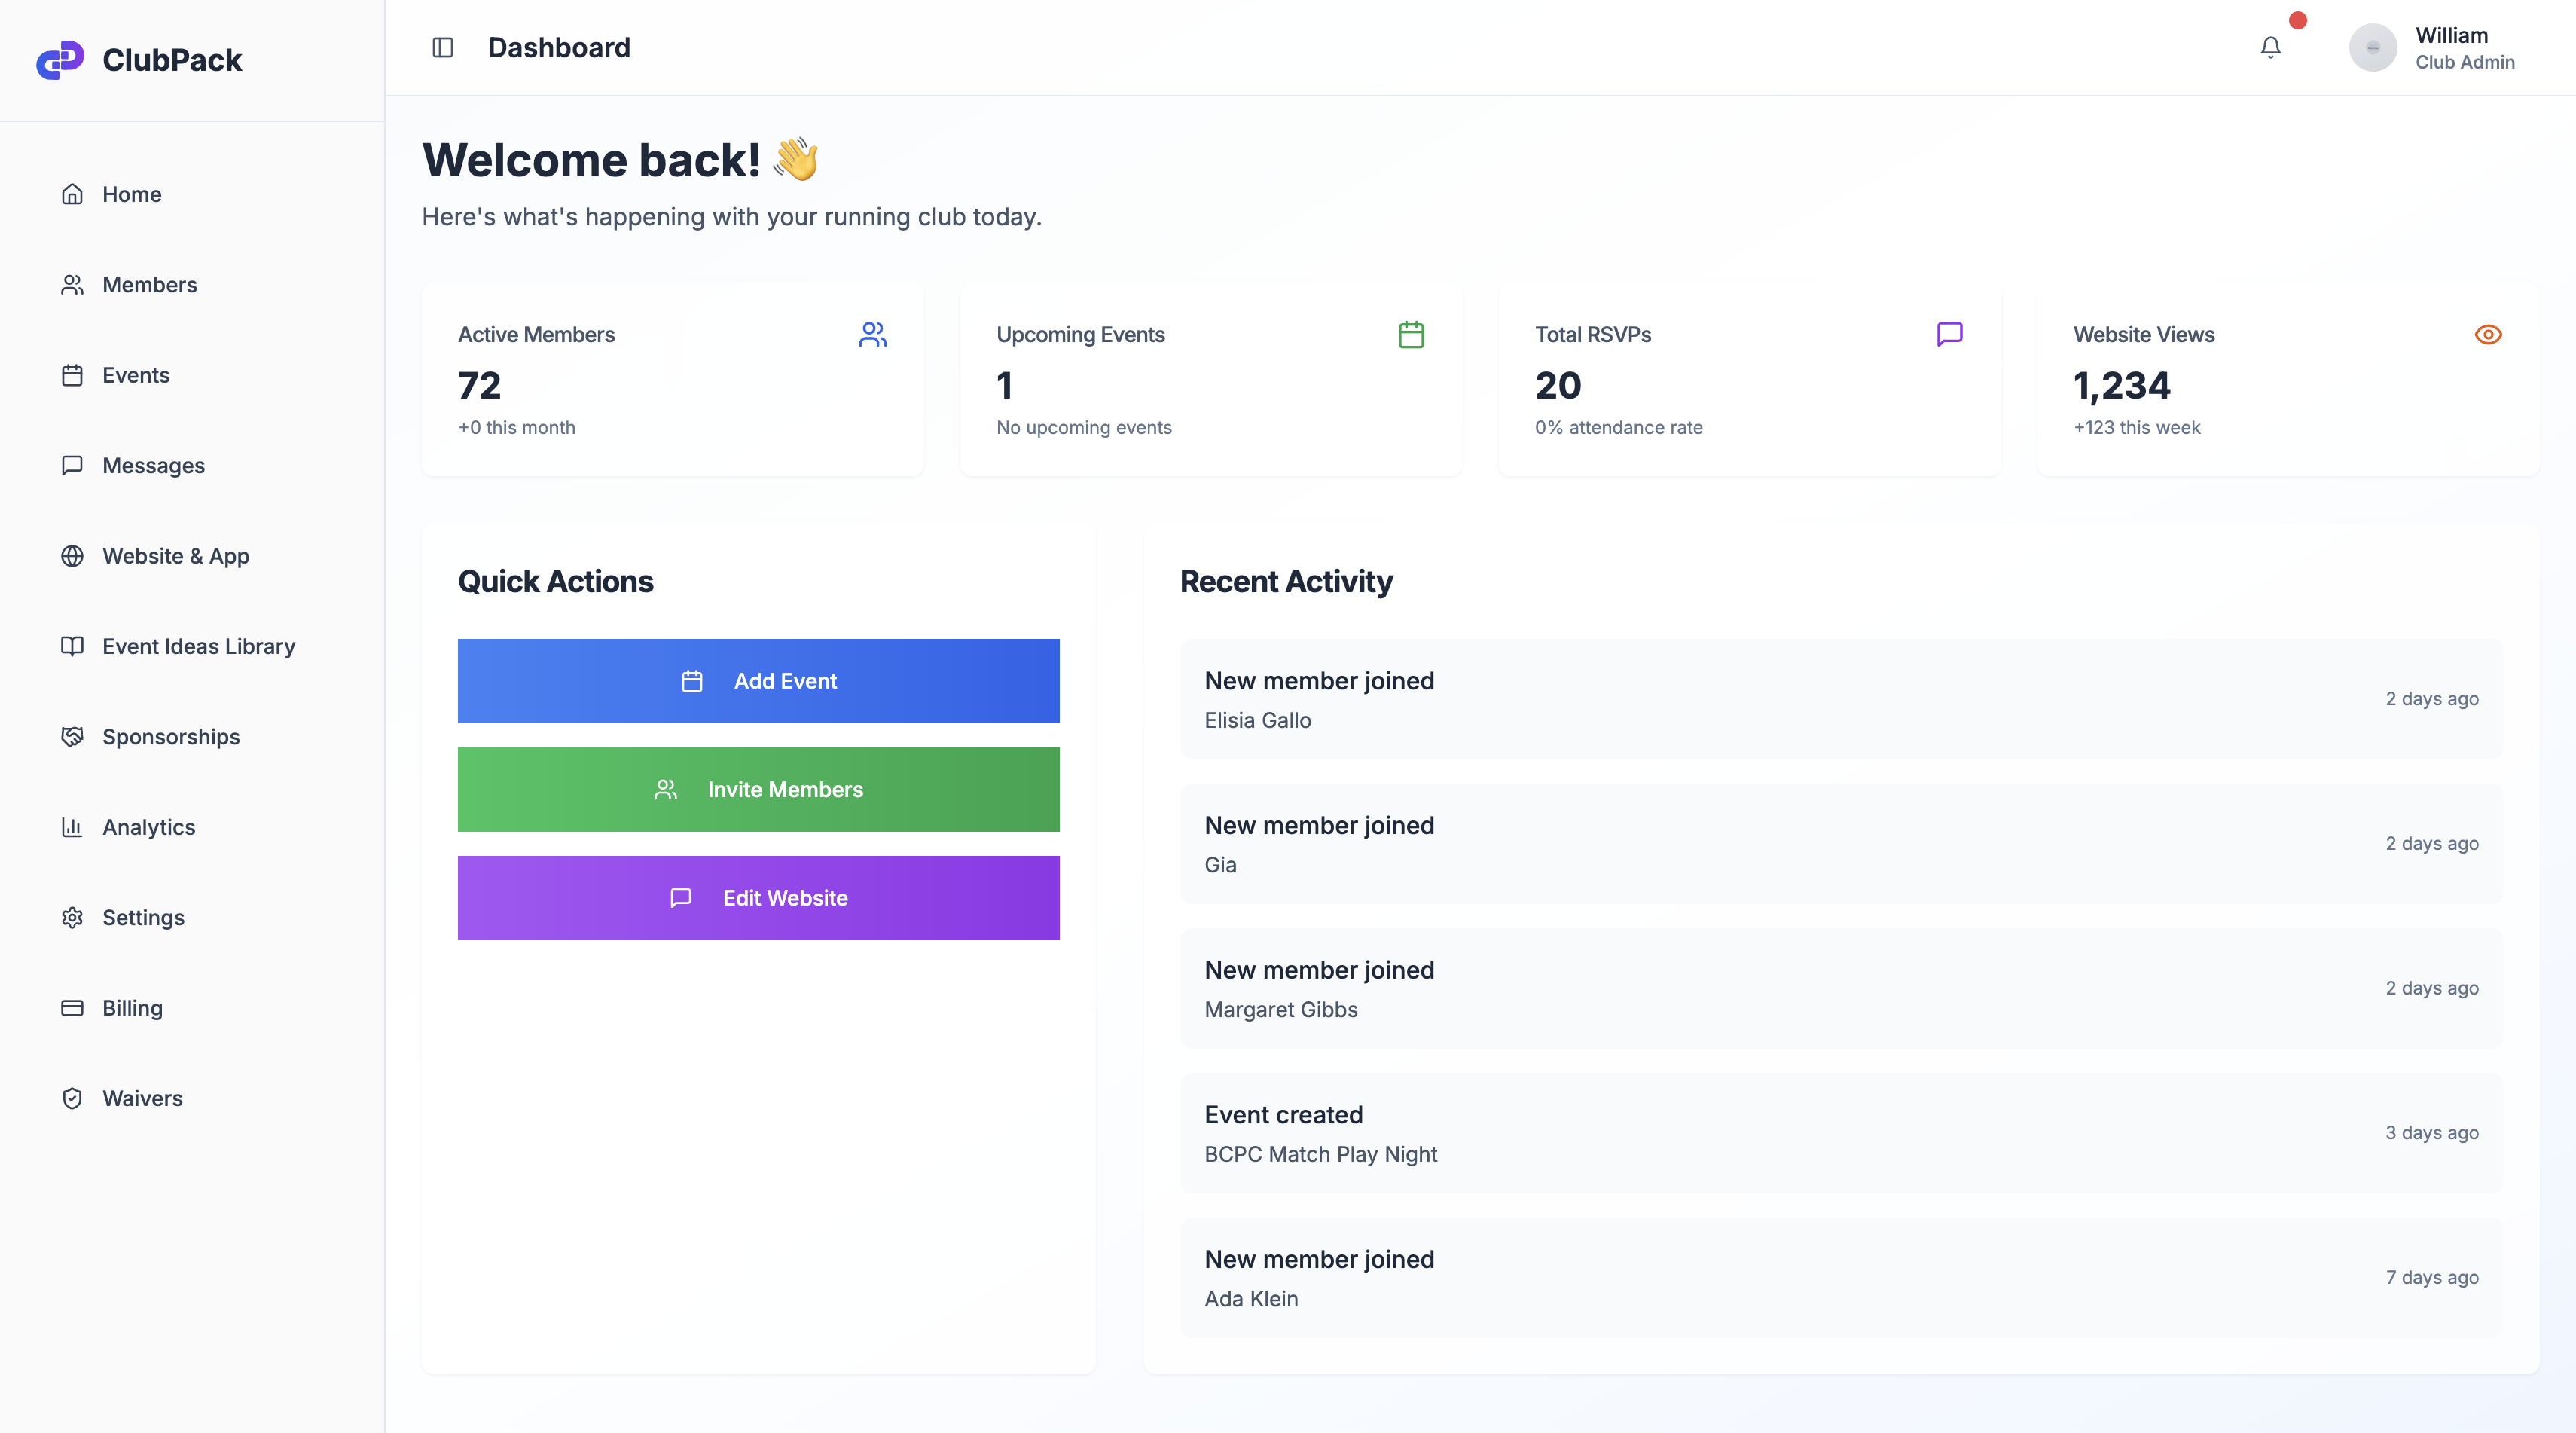 ClubPack
Home
Members
Events
Messages
Website & App
Event Ideas Library
Sponsorships
Analytics
Settings
Billing
Waivers
Dashboard
William
Club Admin
Welcome back! 👋
Here's what's happening with your running club today.
Active Members
72
+0 this month
Upcoming Events
1
No upcoming events
Total RSVPs
20
0% attendance rate
Website Views
1,234
+123 this week
Quick Actions
Add Event
Invite Members
Edit Website
Recent Activity
New member joined
Elisia Gallo
2 days ago
New member joined
Gia
2 days ago
New member joined
Margaret Gibbs
2 days ago
Event created
BCPC Match Play Night
3 days ago
New member joined
Ada Klein
7 days ago